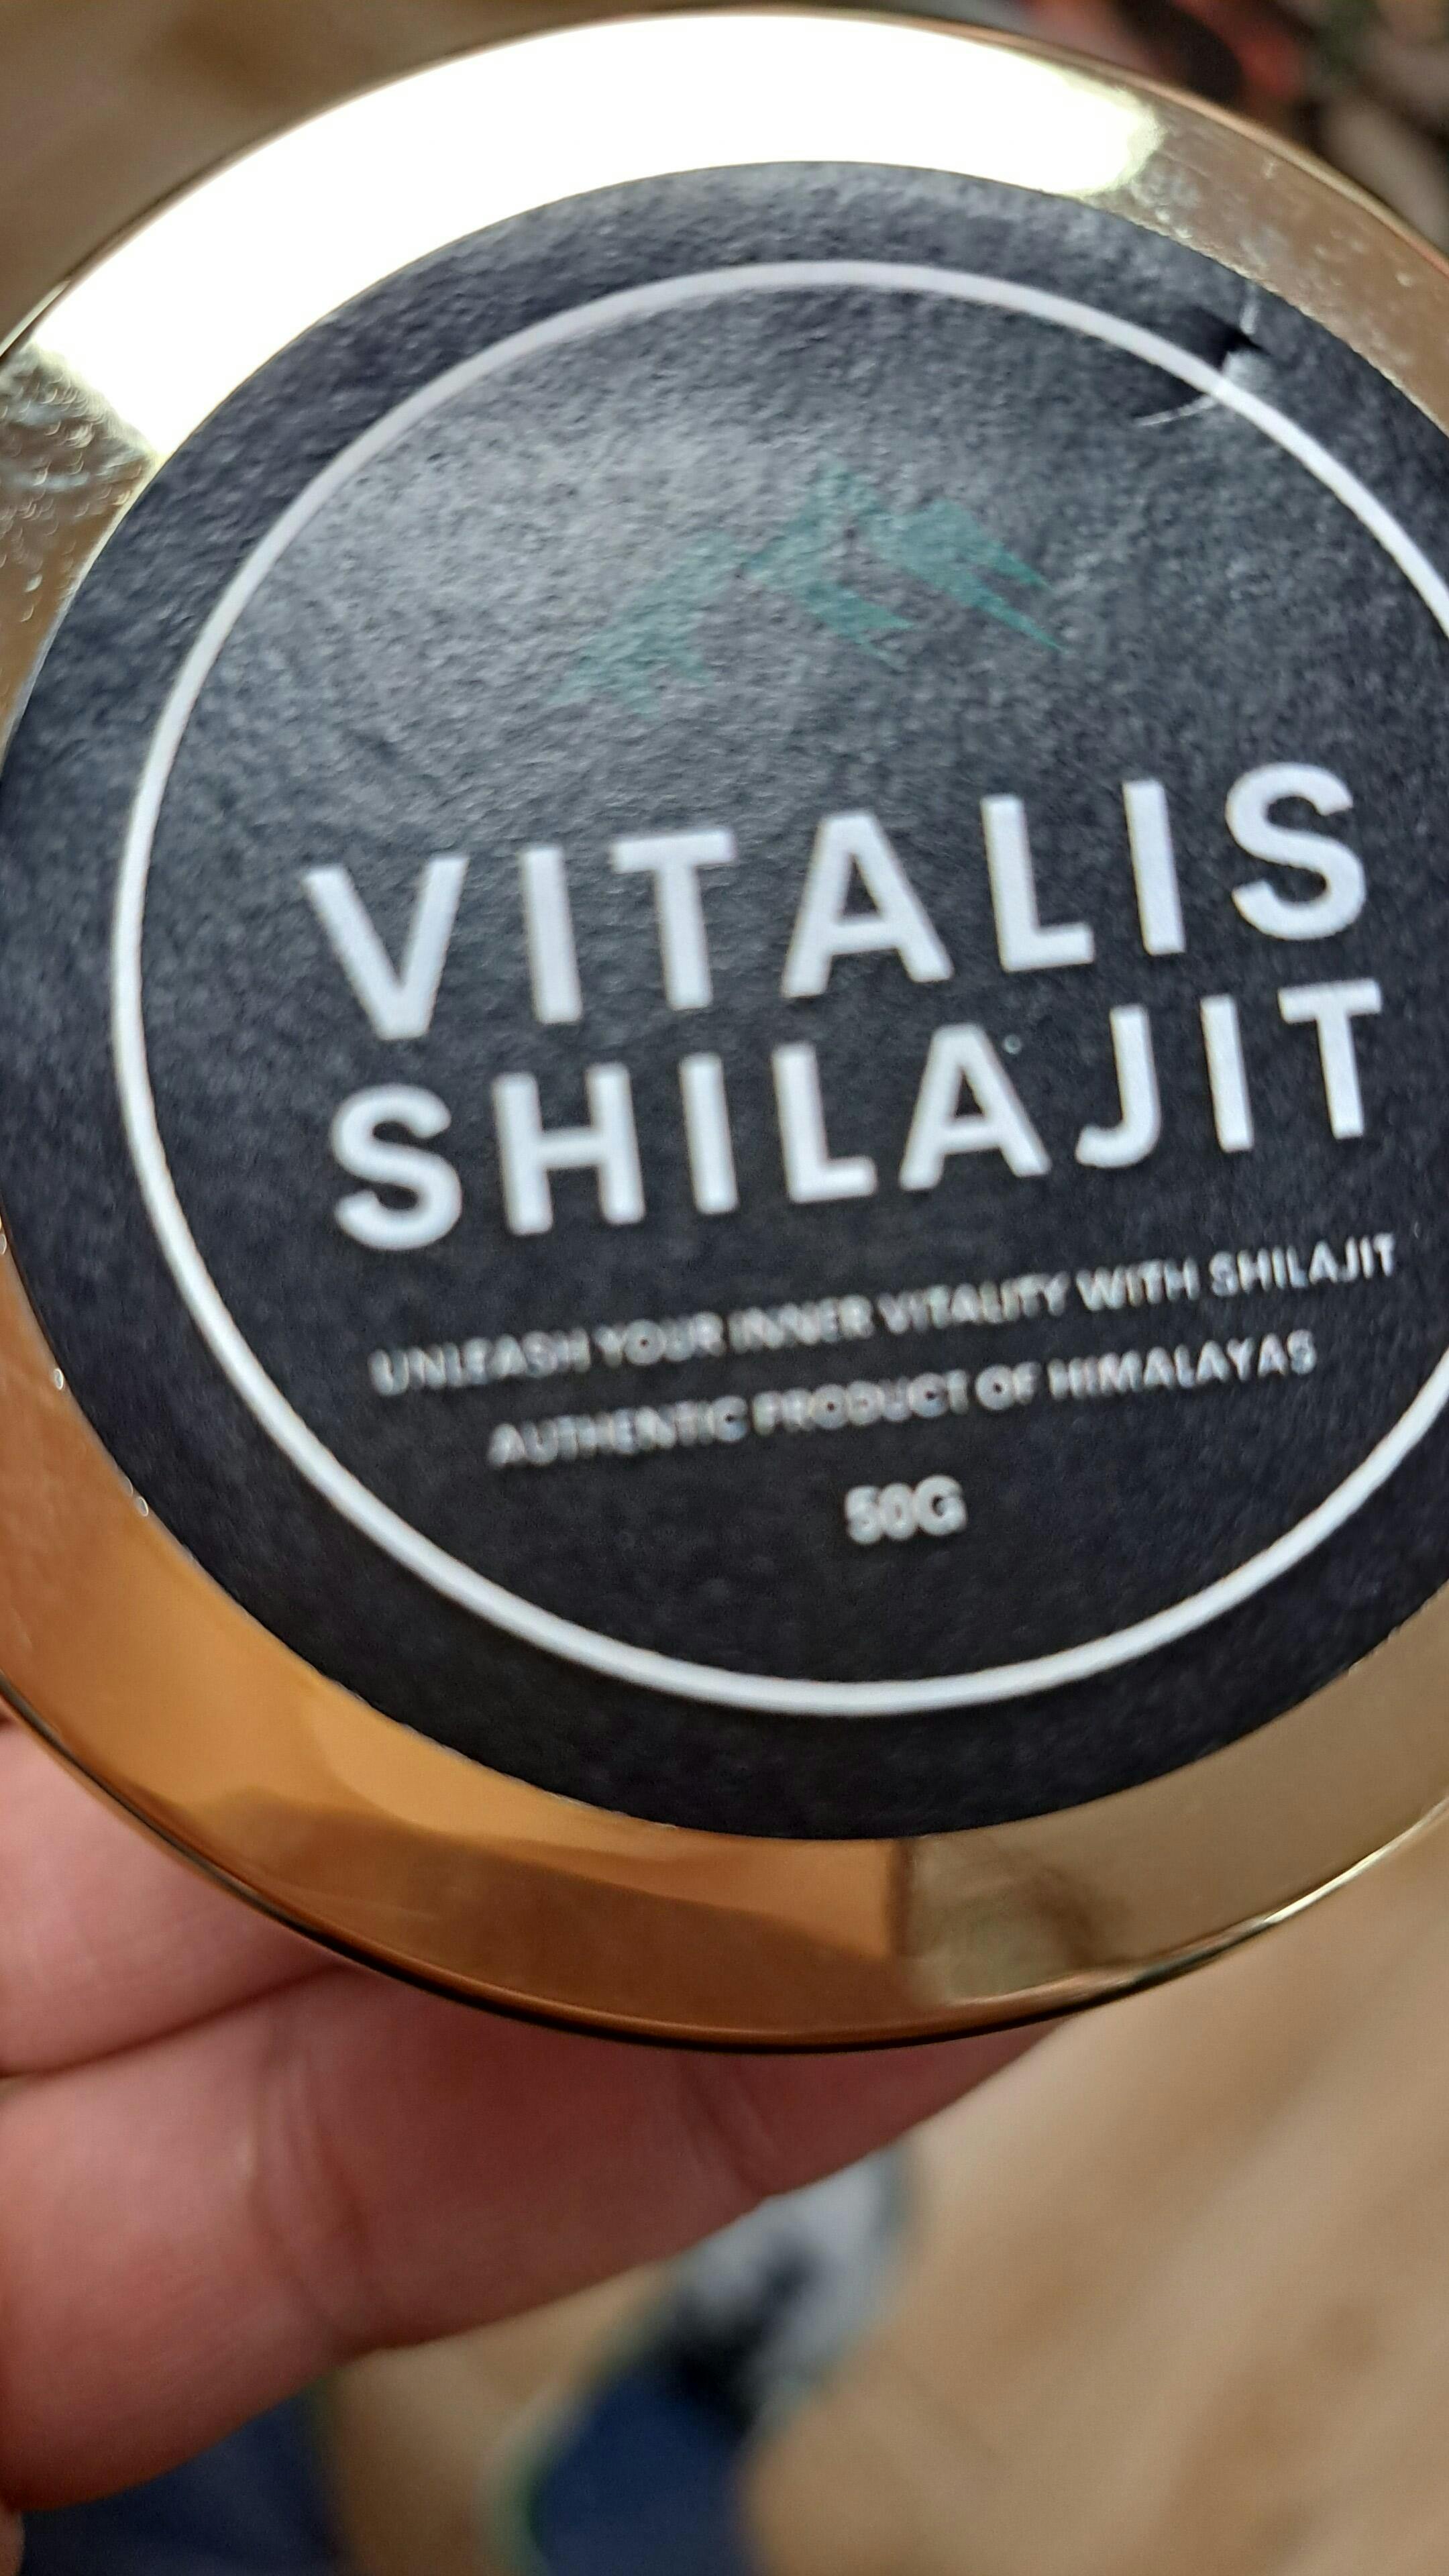 VITALIS
SHILAJIT
UNLEASH YOUR INNER VITALITY WITH SHILAJIT
AUTHENTIC PRODUCT OF HIMALAYAS
50G